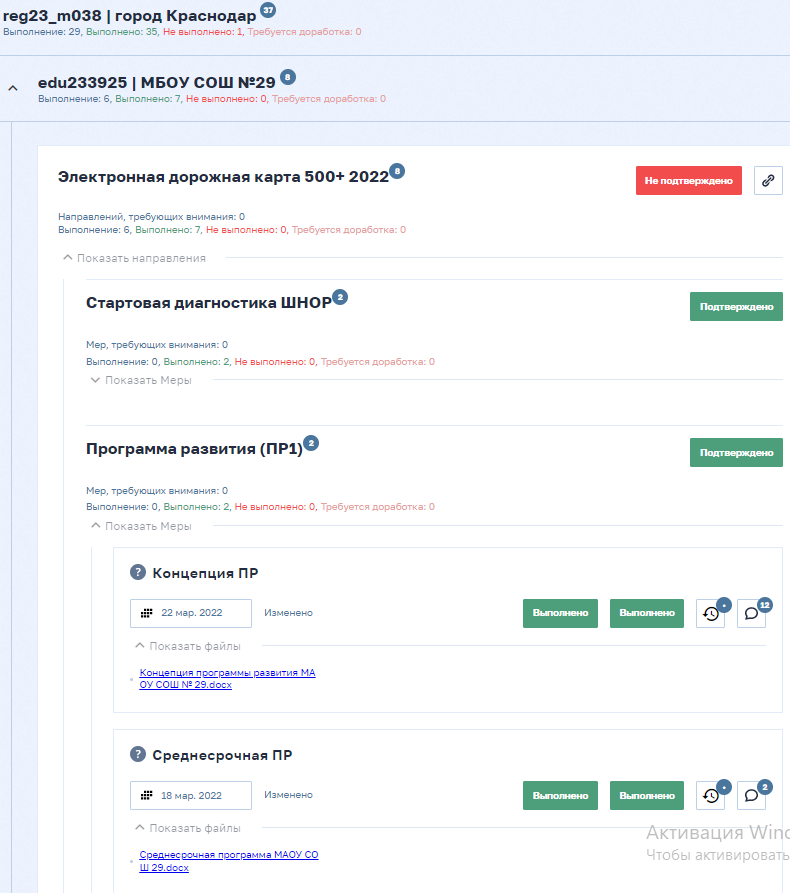 reg23_m038 | город Краснодар 37
Выполнение: 29, Выполнено: 35, Не выполнено: 1, Требуется доработка: 0
edu233925 | МБОУ СОШ №29 8
Выполнение: 6, Выполнено: 7, Не выполнено: 0, Требуется доработка: 0
Электронная дорожная карта 500+ 2022 8
Не подтверждено
Направлений, требующих внимания: 0
Выполнение: 6, Выполнено: 7, Не выполнено: 0, Требуется доработка: 0
Показать направления
Стартовая диагностика ШНОР 2
Подтверждено
Мер, требующих внимания: 0
Выполнение: 0, Выполнено: 2, Не выполнено: 0, Требуется доработка: 0
Показать Меры
Программа развития (ПР1) 2
Подтверждено
Мер, требующих внимания: 0
Выполнение: 0, Выполнено: 2, Не выполнено: 0, Требуется доработка: 0
Показать Меры
? Концепция ПР
22 мар. 2022 Изменено Выполнено Выполнено 12
Показать файлы
Концепция программы развития МА
ОУ СОШ № 29.docx
? Среднесрочная ПР
18 мар. 2022 Изменено Выполнено Выполнено 2
Показать файлы
Среднесрочная программа МАОУ СО
Ш 29.docx
Активация Winc
Чтобы активировать